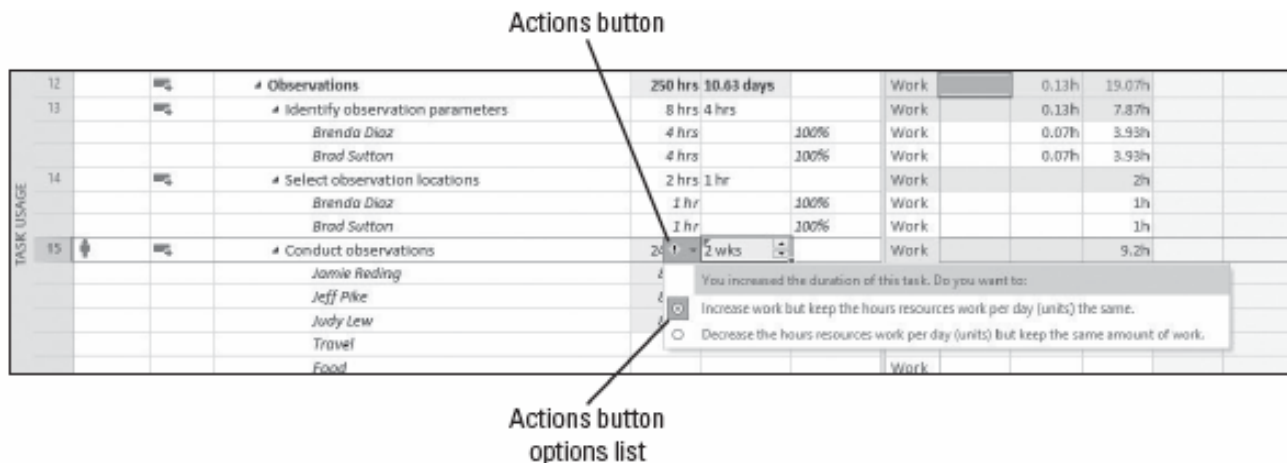 Actions button
12 Observations 250 hrs 10.63 days Work 0.13h 19.07h
13 Identify observation parameters 8 hrs 4 hrs Work 0.13h 7.87h
Brenda Diaz 4 hrs 100% Work 0.07h 3.93h
Brad Sutton 4 hrs 100% Work 0.07h 3.93h
14 Select observation locations 2 hrs 1 hr Work 2h
Brenda Diaz 1 hr 100% Work 1h
Brad Sutton 1 hr 100% Work 1h
TASK USAGE
15 Conduct observations 2 wks Work 9.2h
Jamie Reding
You increased the duration of this task. Do you want to:
Jeff Pike
Increase work but keep the hours resources work per day (units) the same.
Judy Lew
Decrease the hours resources work per day (units) but keep the same amount of work.
Travel
Food Work
Actions button
options list